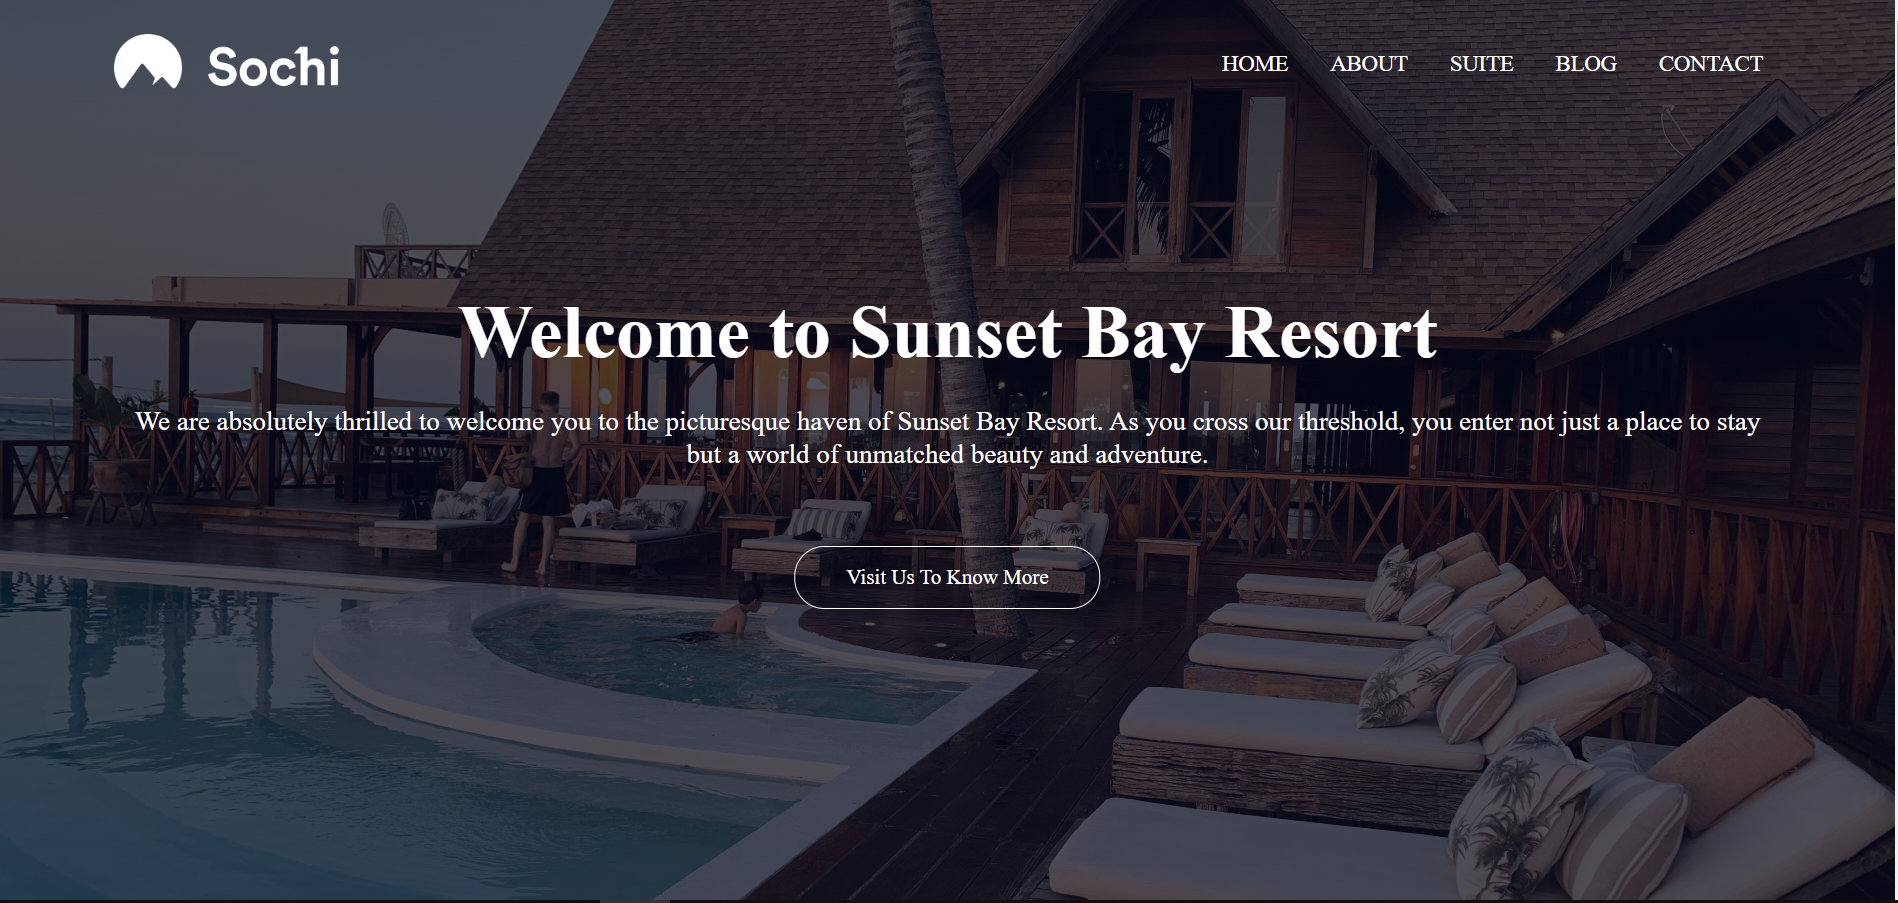 Sochi
HOME ABOUT SUITE BLOG CONTACT
Welcome to Sunset Bay Resort
We are absolutely thrilled to welcome you to the picturesque haven of Sunset Bay Resort. As you cross our threshold, you enter not just a place to stay
but a world of unmatched beauty and adventure.
Visit Us To Know More